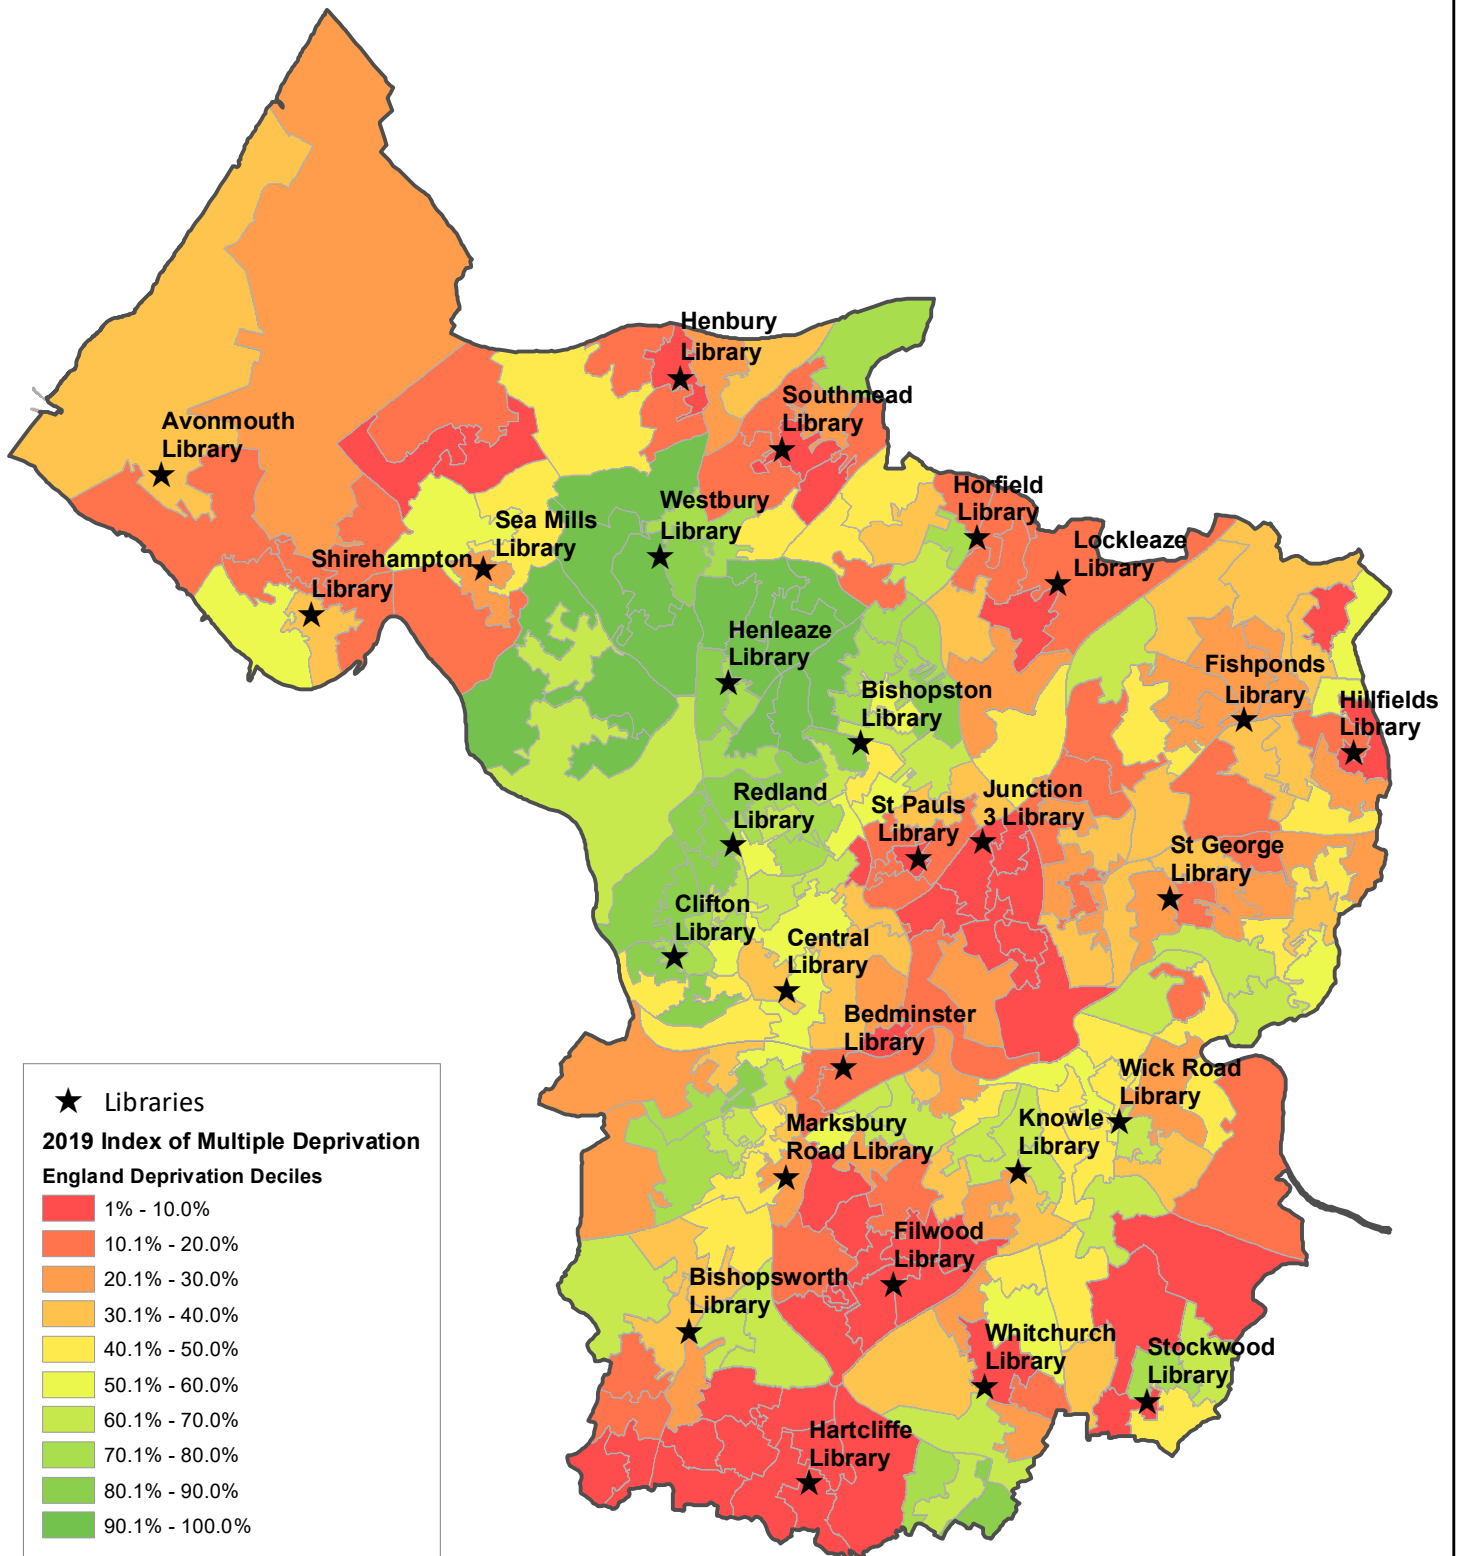 Henbury
Library
Southmead
Library
Avonmouth
Library
Westbury
Library
Horfield
Library
Sea Mills
Library
Lockleaze
Library
Shirehampton
Library
Henleaze
Library
Fishponds
Library
Bishopston
Library
Hillfields
Library
Redland
Library
St Pauls
Library
Junction
3 Library
St George
Library
Clifton
Library
Central
Library
Bedminster
Library
Wick Road
Library
Marksbury
Road Library
Knowle
Library
Filwood
Library
Bishopsworth
Library
Whitchurch
Library
Stockwood
Library
Hartcliffe
Library
Libraries
2019 Index of Multiple Deprivation
England Deprivation Deciles
1% - 10.0%
10.1% - 20.0%
20.1% - 30.0%
30.1% - 40.0%
40.1% - 50.0%
50.1% - 60.0%
60.1% - 70.0%
70.1% - 80.0%
80.1% - 90.0%
90.1% - 100.0%